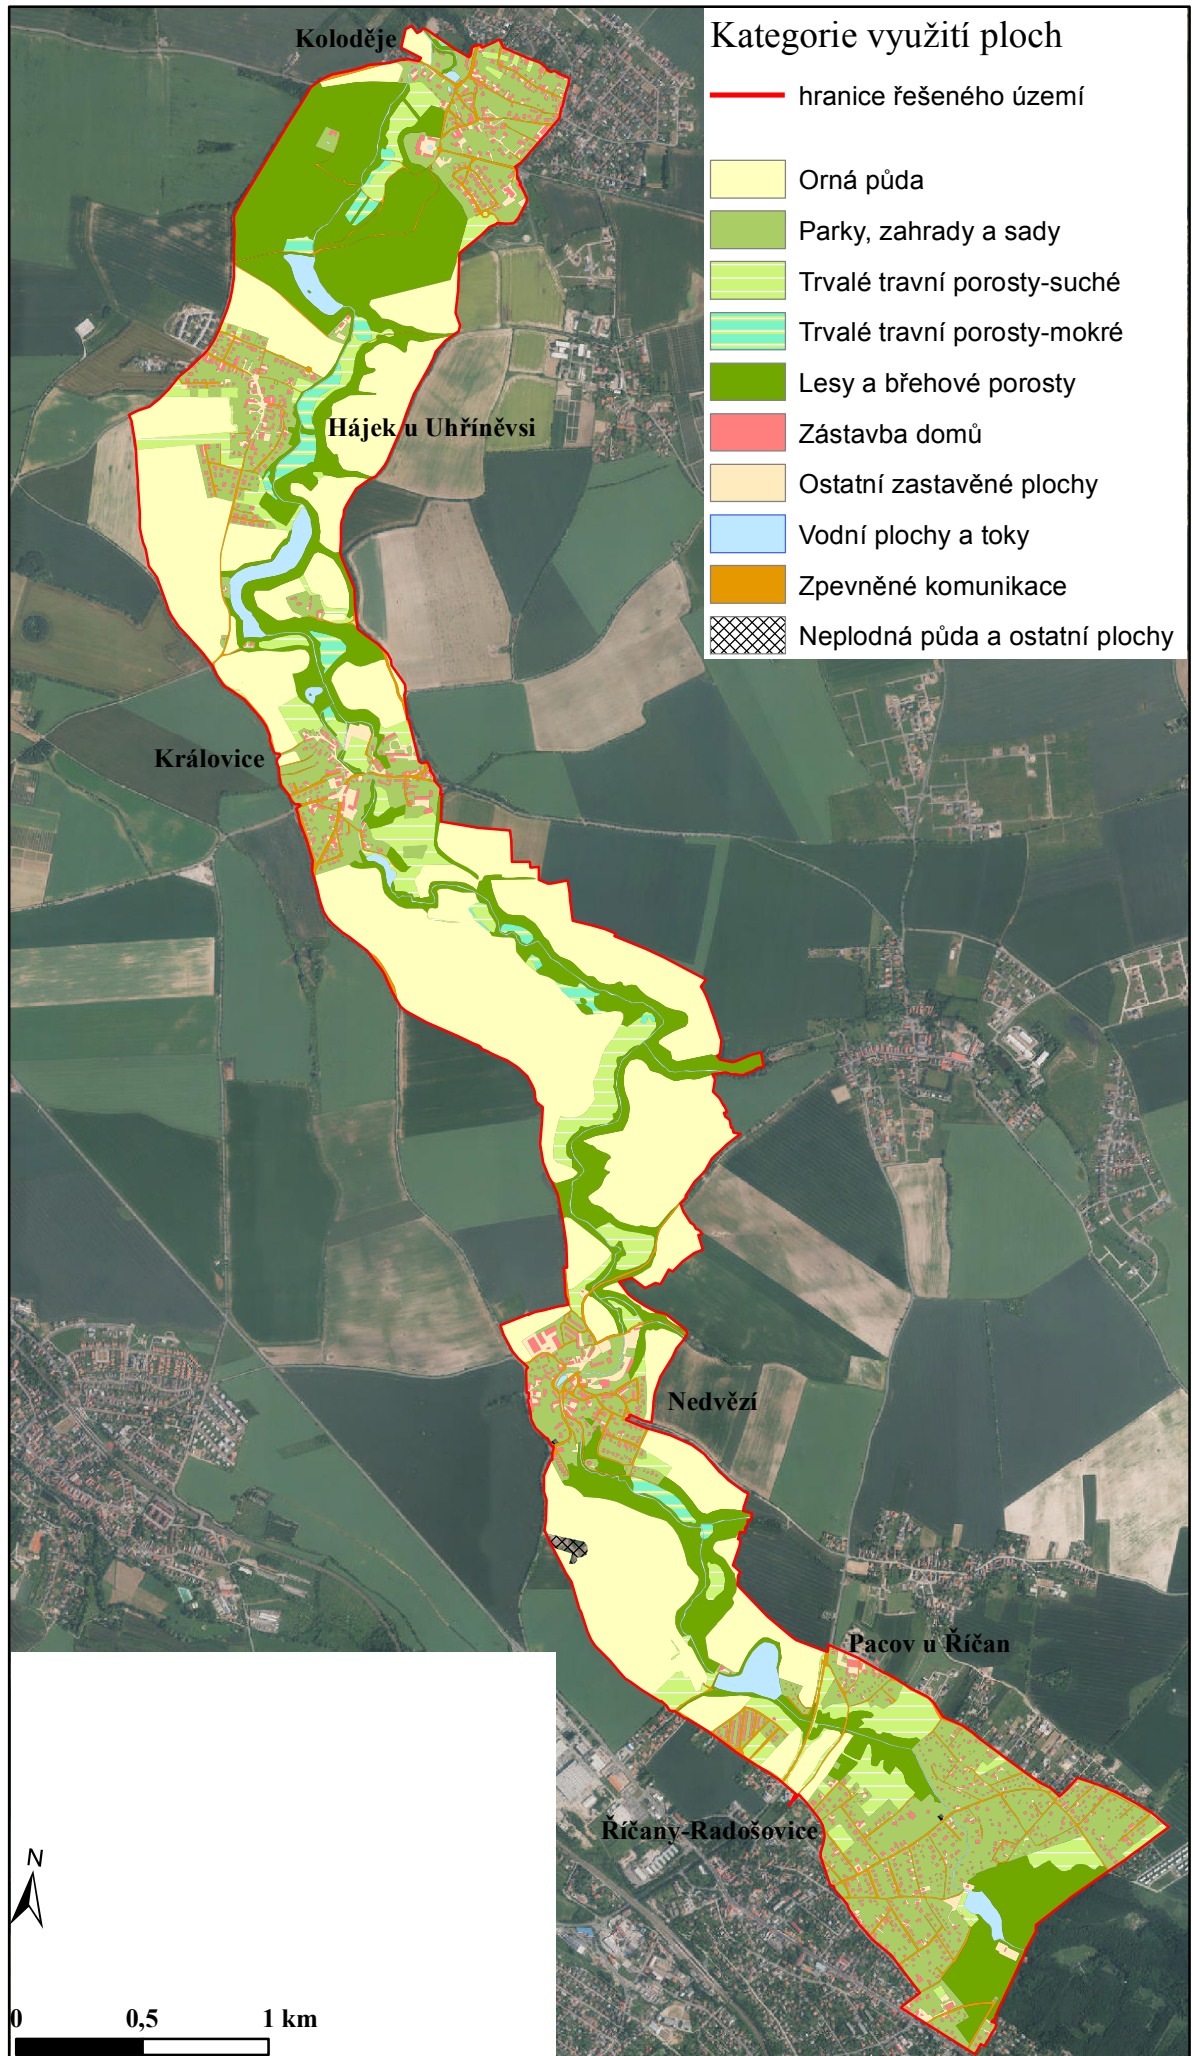 Kategorie využití ploch
hranice řešeného území
Orná půda
Parky, zahrady a sady
Trvalé travní porosty-suché
Trvalé travní porosty-mokré
Lesy a břehové porosty
Zástavba domů
Ostatní zastavěné plochy
Vodní plochy a toky
Zpevněné komunikace
Neplodná půda a ostatní plochy
Koloděje
Hájek u Uhříněvsi
Královice
Nedvězí
Pacov u Říčan
Říčany-Radošovice
N
0 0,5 1 km